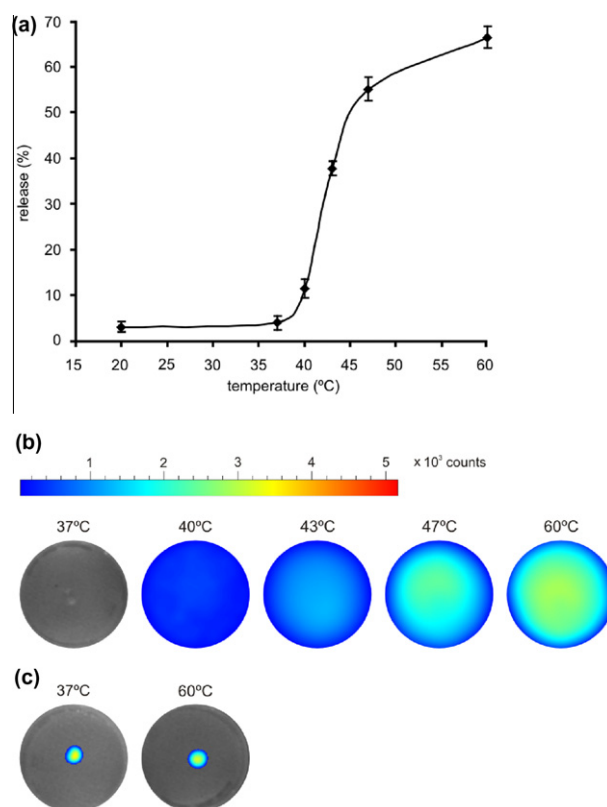 (a)
70
60
50
40
30
20
10
0
release (%)
15 20 25 30 35 40 45 50 55 60
temperature (ºC)
(b)
1 2 3 4 5 x 10³ counts
37ºC 40ºC 43ºC 47ºC 60ºC
(c)
37ºC 60ºC